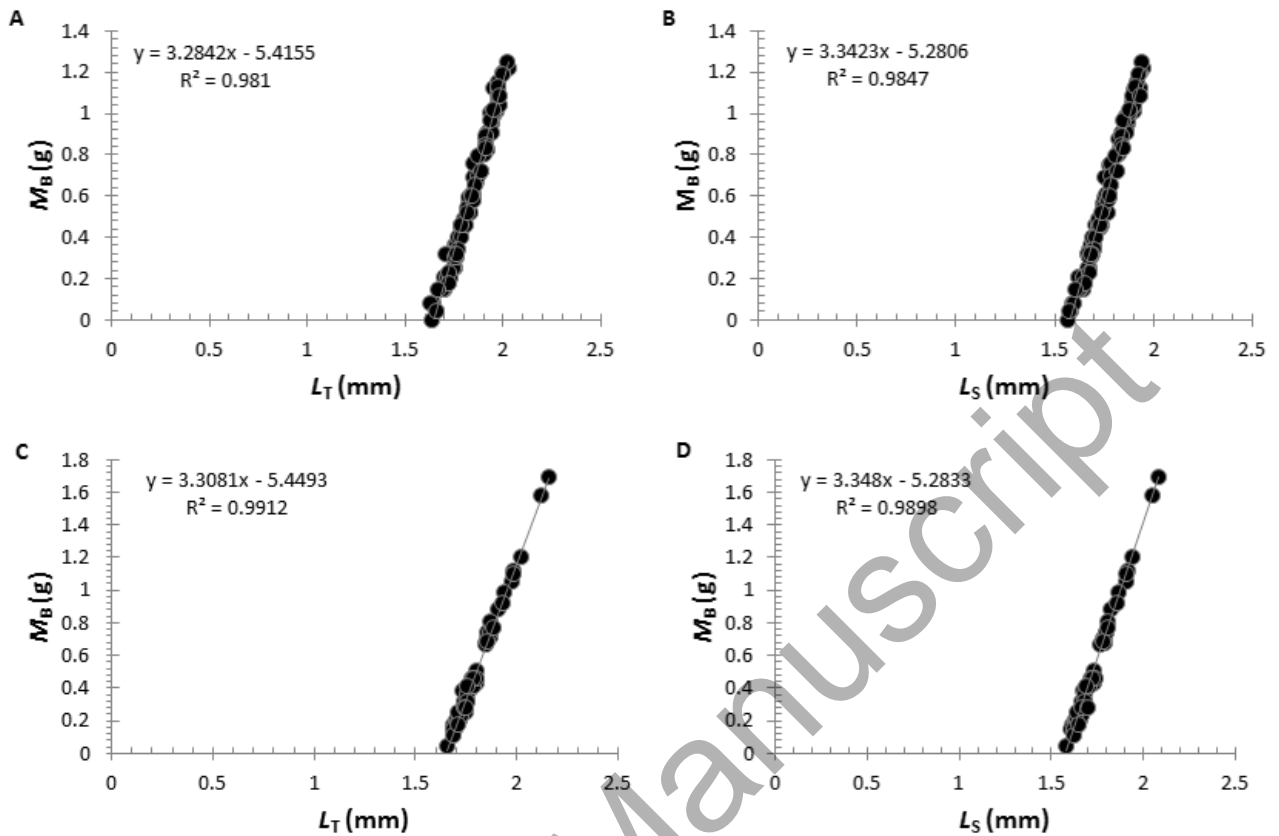 A
y = 3.2842x - 5.4155
R² = 0.981
1.4
1.2
1
0.8
0.6
0.4
0.2
0
M_B (g)
0 0.5 1 1.5 2 2.5
L_T (mm)
B
y = 3.3423x - 5.2806
R² = 0.9847
1.4
1.2
1
0.8
0.6
0.4
0.2
0
M_B (g)
0 0.5 1 1.5 2 2.5
L_S (mm)
C
y = 3.3081x - 5.4493
R² = 0.9912
1.8
1.6
1.4
1.2
1
0.8
0.6
0.4
0.2
0
M_B (g)
0 0.5 1 1.5 2 2.5
L_T (mm)
D
y = 3.348x - 5.2833
R² = 0.9898
1.8
1.6
1.4
1.2
1
0.8
0.6
0.4
0.2
0
M_B (g)
0 0.5 1 1.5 2 2.5
L_S (mm)
Manuscript